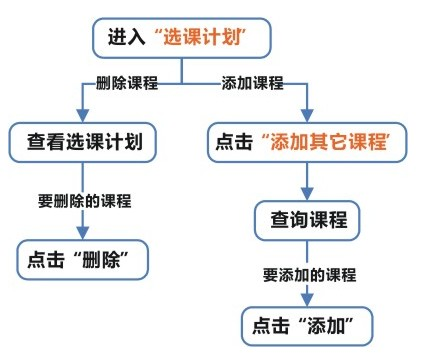 进入“选课计划”
删除课程
添加课程
查看选课计划
点击“添加其它课程”
要删除的课程
查询课程
点击“删除”
要添加的课程
点击“添加”